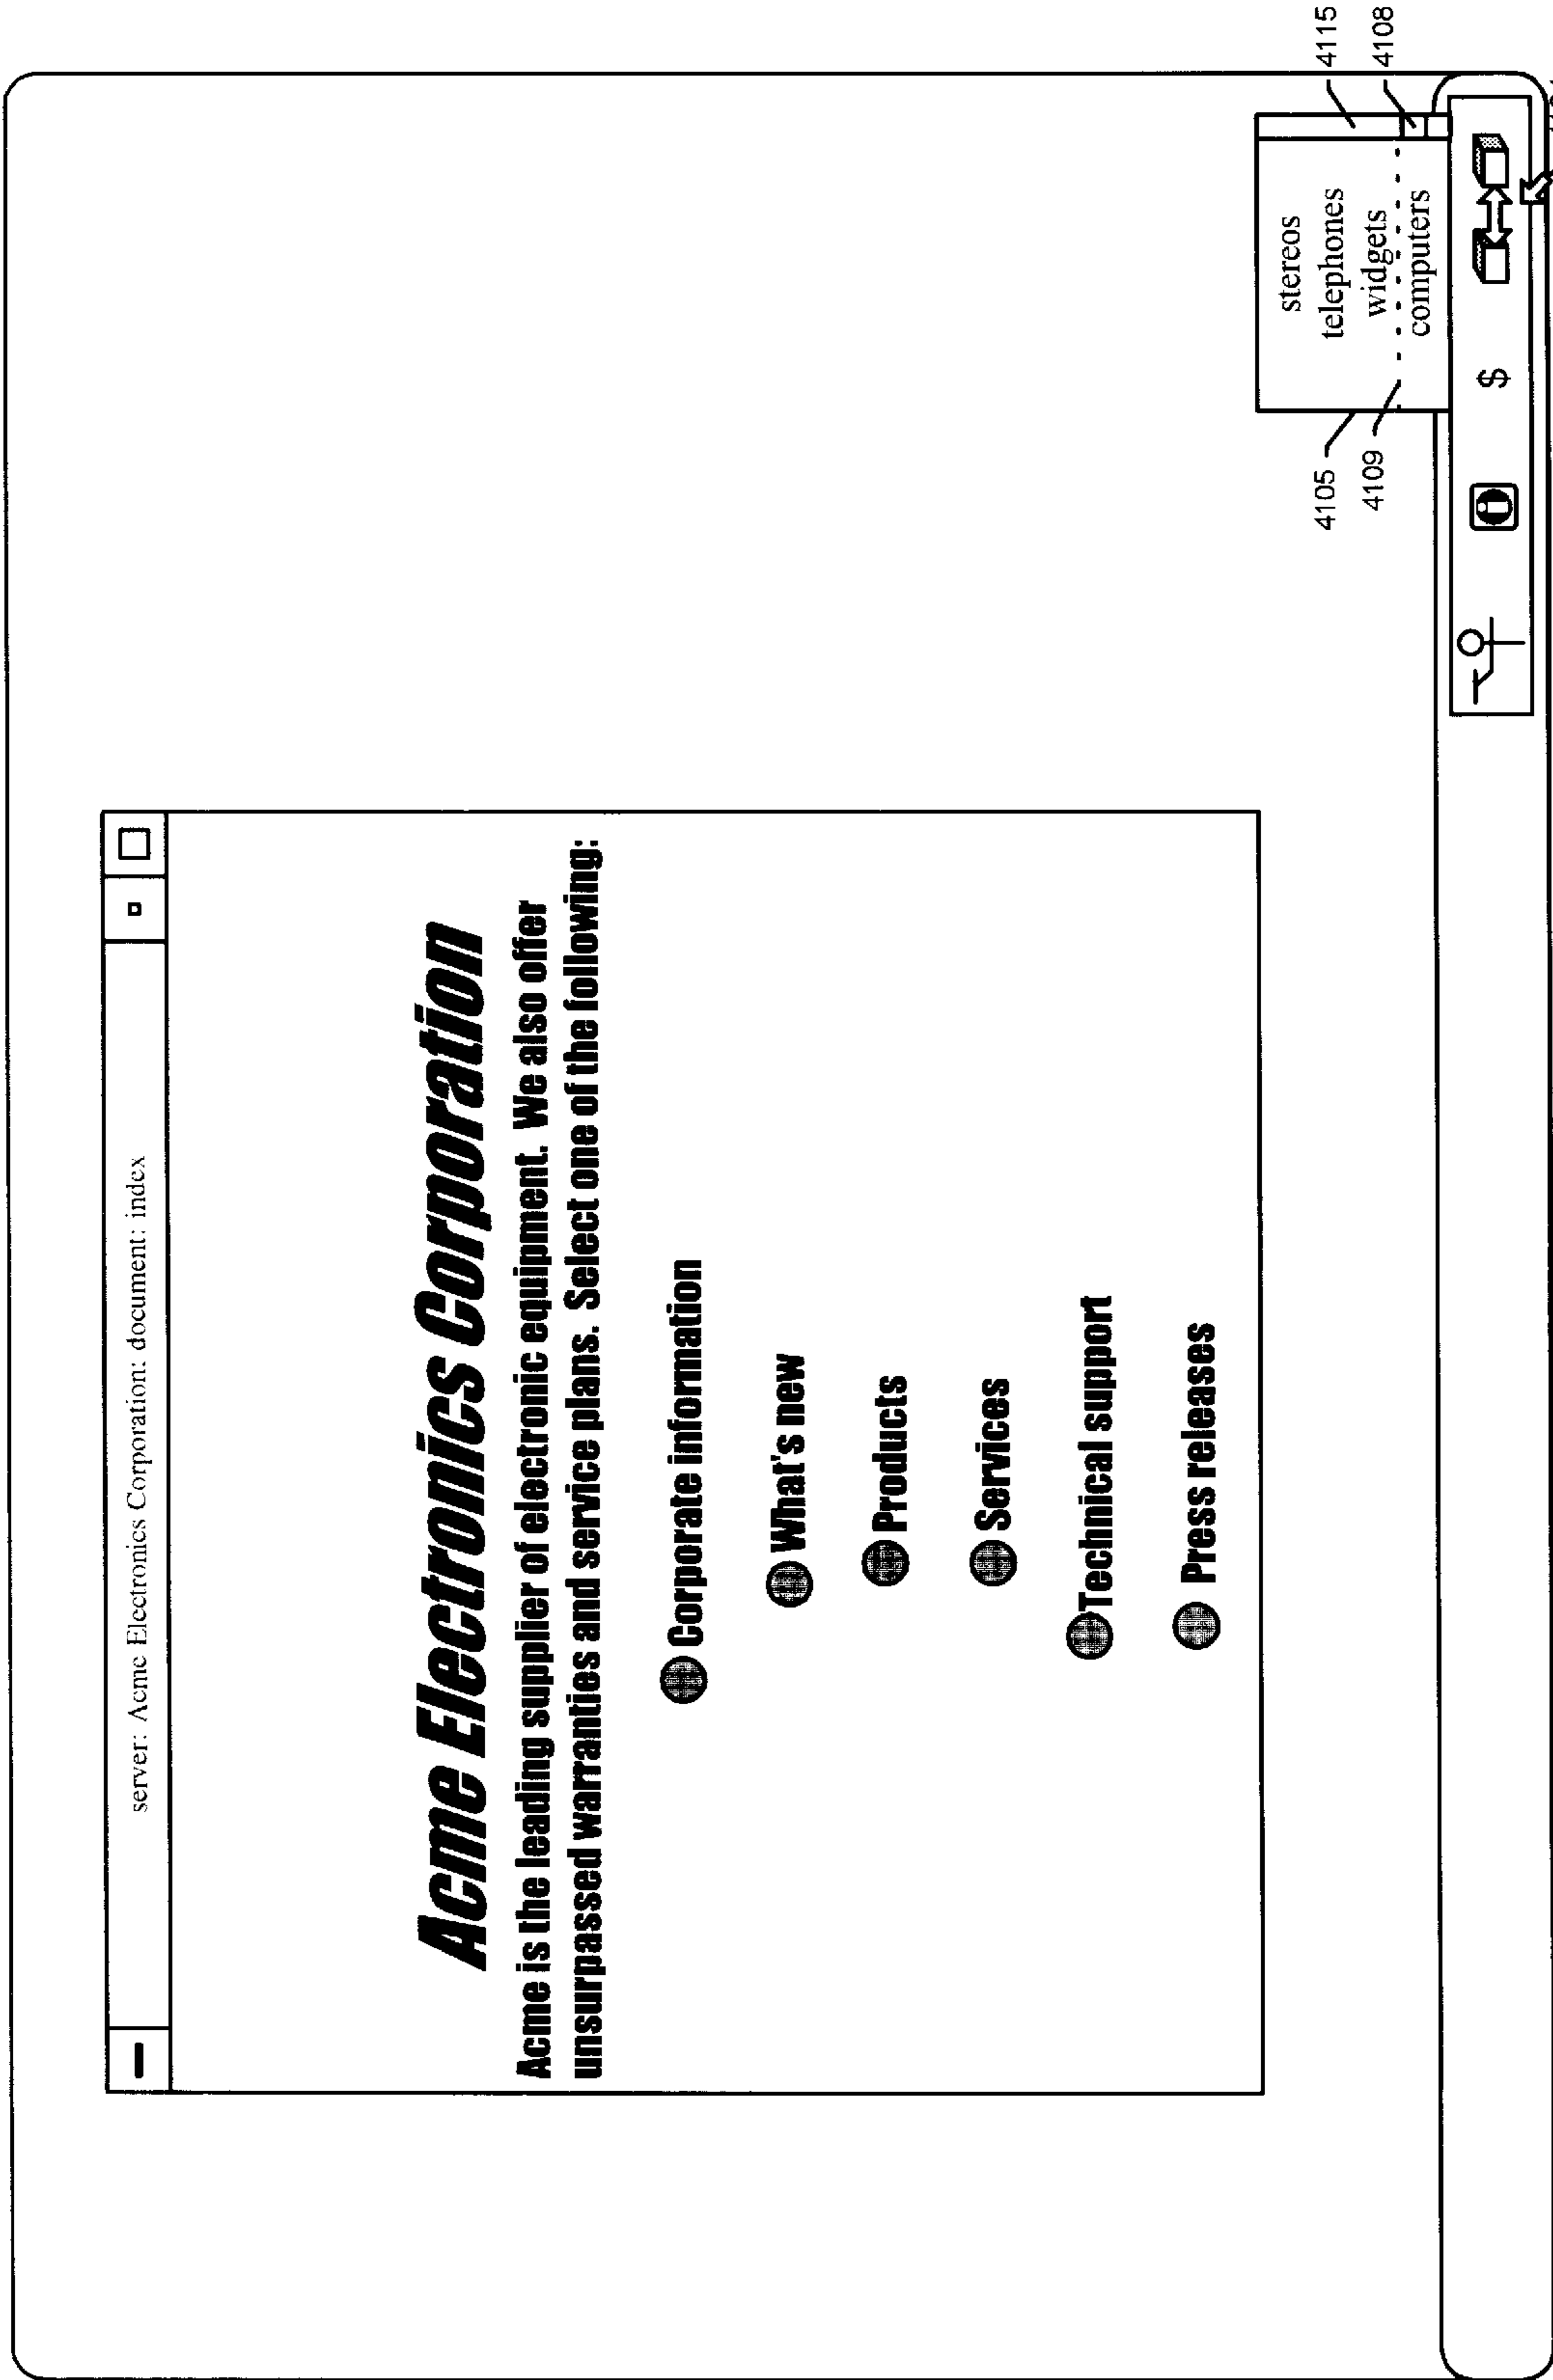 server: Acme Electronics Corporation: document: index
Acme Electronics Corporation
Acme is the leading supplier of electronic equipment. We also offer
unsurpassed warranties and service plans. Select one of the following:
Corporate information
What's new
Products
Services
Technical support
Press releases
4105
4109
stereos
telephones
widgets
computers
4115
4108
i
$